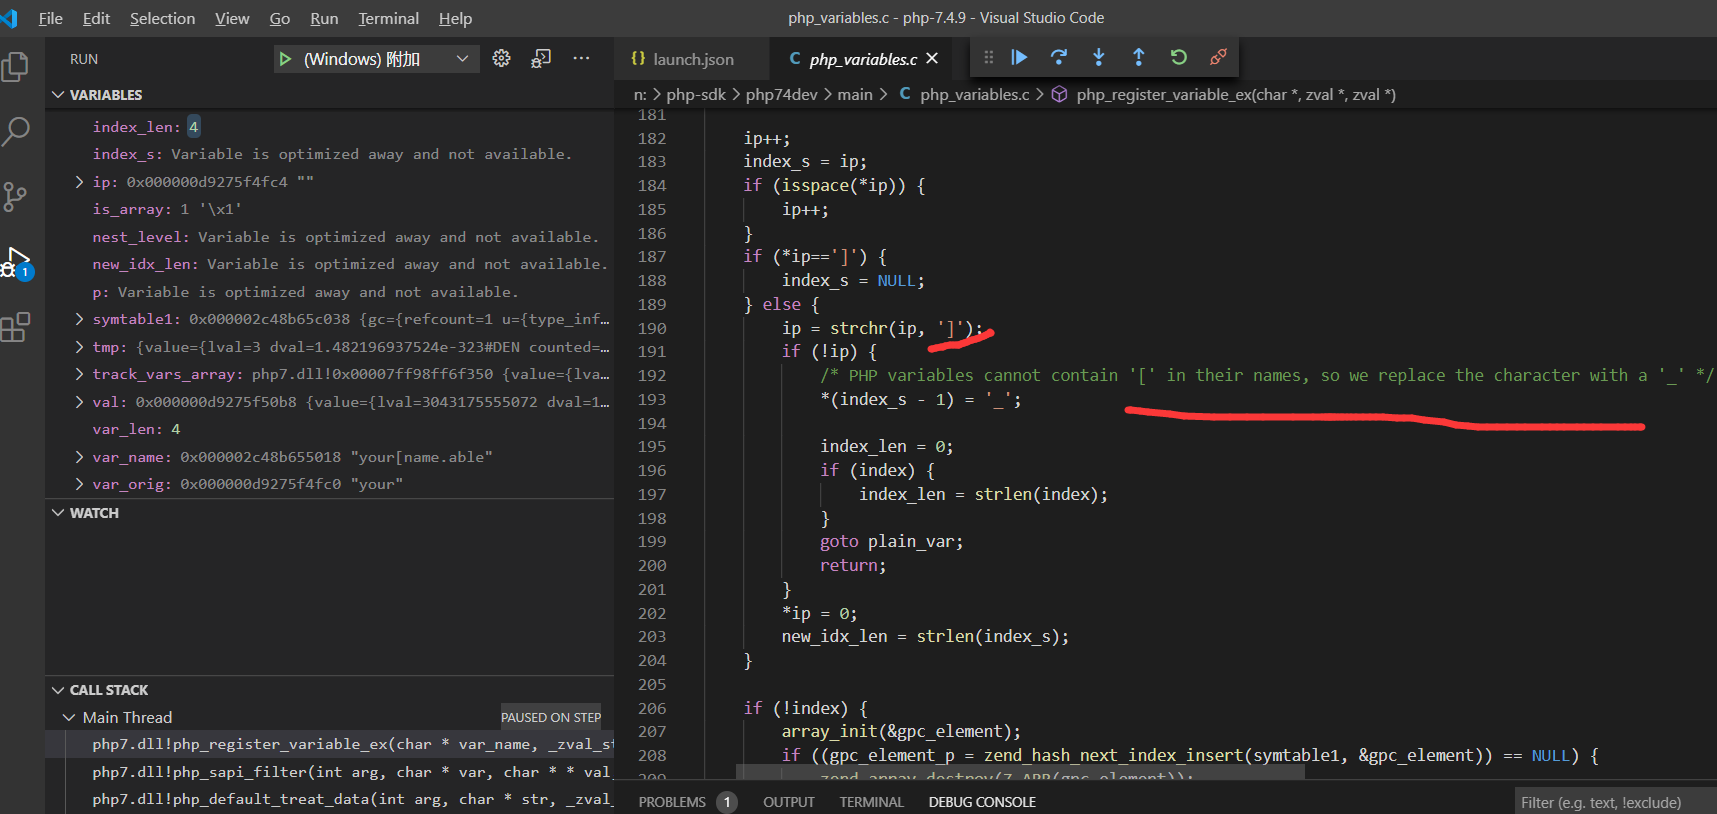 File Edit Selection View Go Run Terminal Help
php_variables.c - php-7.4.9 - Visual Studio Code
RUN
(Windows) 附加
launch.json
php_variables.c
n: > php-sdk > php74dev > main > C php_variables.c > php_register_variable_ex(char *, zval *, zval *)
VARIABLES
index_len: 4
index_s: Variable is optimized away and not available.
ip: 0x000000d9275f4fc4 ""
is_array: 1 '\x1'
nest_level: Variable is optimized away and not available.
new_idx_len: Variable is optimized away and not available.
p: Variable is optimized away and not available.
symtable1: 0x000002c48b65c038 {gc={refcount=1 u={type_inf…
tmp: {value={lval=3 dval=1.482196937524e-323#DEN counted=…
track_vars_array: php7.dll!0x00007ff98ff6f350 {value={lva…
val: 0x000000d9275f50b8 {value={lval=3043175555072 dval=1…
var_len: 4
var_name: 0x000002c48b655018 "your[name.able"
var_orig: 0x000000d9275f4fc0 "your"
WATCH
CALL STACK
Main Thread
PAUSED ON STEP
php7.dll!php_register_variable_ex(char * var_name, _zval_st
php7.dll!php_sapi_filter(int arg, char * var, char * * val_
php7.dll!php_default_treat_data(int arg, char * str, _zval_
1
181
182 ip++;
183 index_s = ip;
184 if (isspace(*ip)) {
185 ip++;
186 }
187 if (*ip==']') {
188 index_s = NULL;
189 } else {
190 ip = strchr(ip, ']');
191 if (!ip) {
192 /* PHP variables cannot contain '[' in their names, so we replace the character with a '_' */
193 *(index_s - 1) = '_';
194
195 index_len = 0;
196 if (index) {
197 index_len = strlen(index);
198 }
199 goto plain_var;
200 return;
201 }
202 *ip = 0;
203 new_idx_len = strlen(index_s);
204 }
205
206 if (!index) {
207 array_init(&gpc_element);
208 if ((gpc_element_p = zend_hash_next_index_insert(symtable1, &gpc_element)) == NULL) {
209 zend_array_destroy(Z_ARR(gpc_element));
PROBLEMS 1 OUTPUT TERMINAL DEBUG CONSOLE
Filter (e.g. text, !exclude)